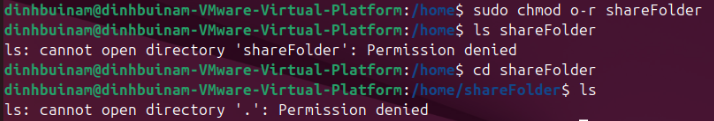 dinhbuinam@dinhbuinam-VMware-Virtual-Platform:/home$ sudo chmod o-r shareFolder
dinhbuinam@dinhbuinam-VMware-Virtual-Platform:/home$ ls shareFolder
ls: cannot open directory 'shareFolder': Permission denied
dinhbuinam@dinhbuinam-VMware-Virtual-Platform:/home$ cd shareFolder
dinhbuinam@dinhbuinam-VMware-Virtual-Platform:/home/shareFolder$ ls
ls: cannot open directory '.': Permission denied